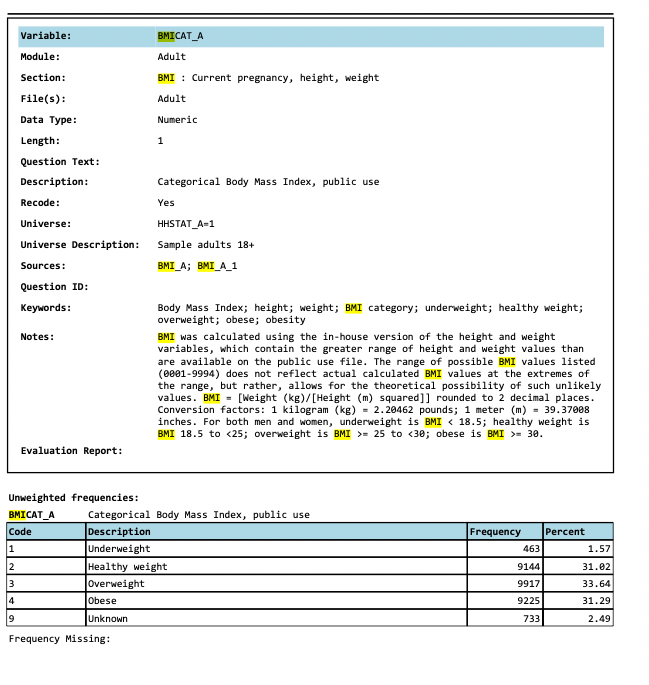 Variable: BMICAT_A
Module: Adult
Section: BMI : Current pregnancy, height, weight
File(s): Adult
Data Type: Numeric
Length: 1
Question Text:
Description: Categorical Body Mass Index, public use
Recode: Yes
Universe: HHSTAT_A=1
Universe Description: Sample adults 18+
Sources: BMI_A; BMI_A_1
Question ID:
Keywords: Body Mass Index; height; weight; BMI category; underweight; healthy weight;
overweight; obese; obesity
Notes: BMI was calculated using the in-house version of the height and weight
variables, which contain the greater range of height and weight values than
are available on the public use file. The range of possible BMI values listed
(0001-9994) does not reflect actual calculated BMI values at the extremes of
the range, but rather, allows for the theoretical possibility of such unlikely
values. BMI = [Weight (kg)/[Height (m) squared]] rounded to 2 decimal places.
Conversion factors: 1 kilogram (kg) = 2.20462 pounds; 1 meter (m) = 39.37008
inches. For both men and women, underweight is BMI < 18.5; healthy weight is
BMI 18.5 to <25; overweight is BMI >= 25 to <30; obese is BMI >= 30.
Evaluation Report:
Unweighted frequencies:
BMICAT_A Categorical Body Mass Index, public use
Code Description Frequency Percent
1 Underweight 463 1.57
2 Healthy weight 9144 31.02
3 Overweight 9917 33.64
4 Obese 9225 31.29
9 Unknown 733 2.49
Frequency Missing: